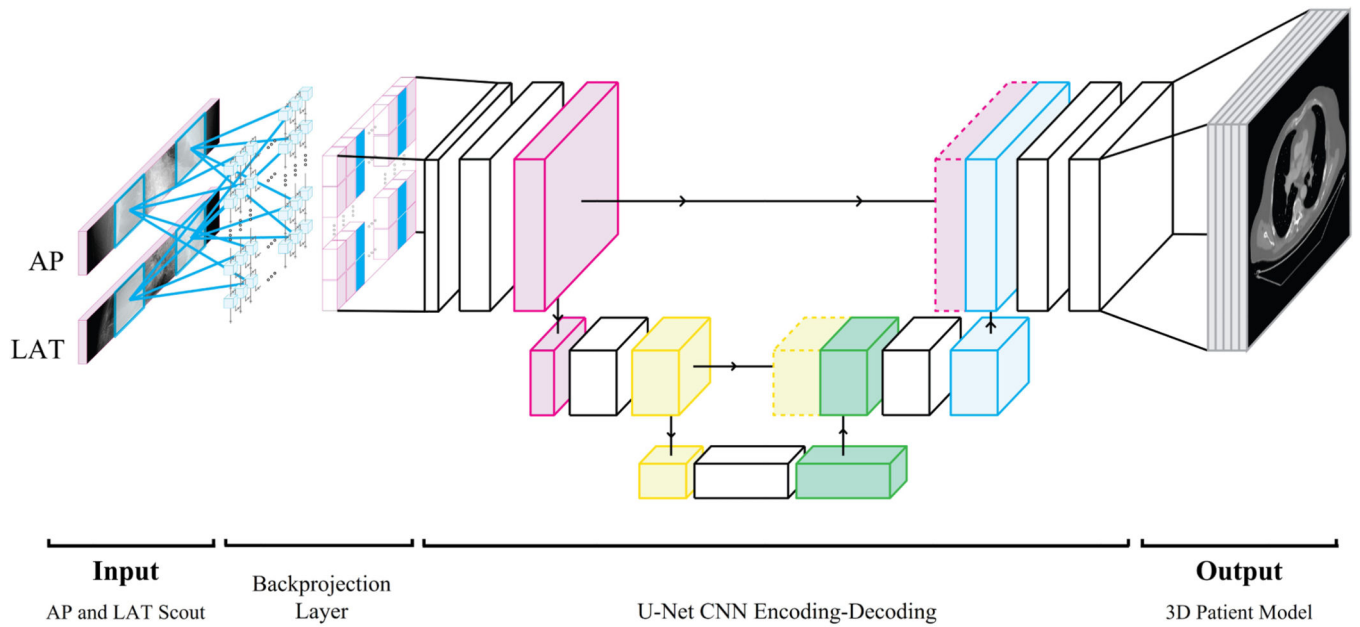 AP
LAT
Input
AP and LAT Scout
Backprojection
Layer
U-Net CNN Encoding-Decoding
Output
3D Patient Model